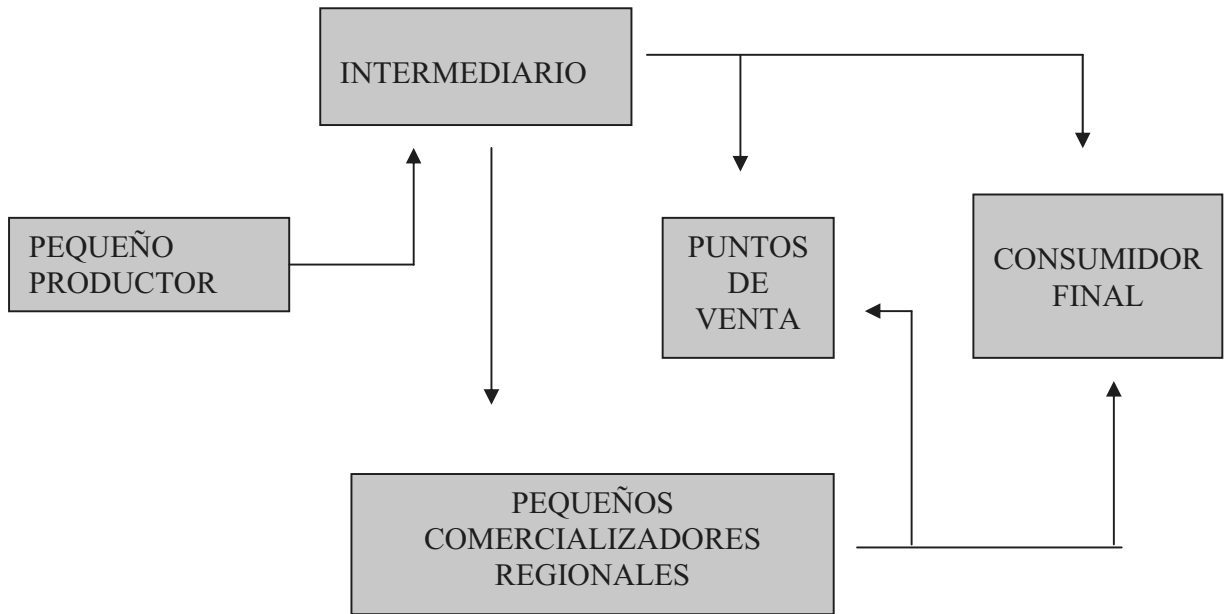 INTERMEDIARIO
PEQUEÑO
PRODUCTOR
PUNTOS
DE
VENTA
CONSUMIDOR
FINAL
PEQUEÑOS
COMERCIALIZADORES
REGIONALES